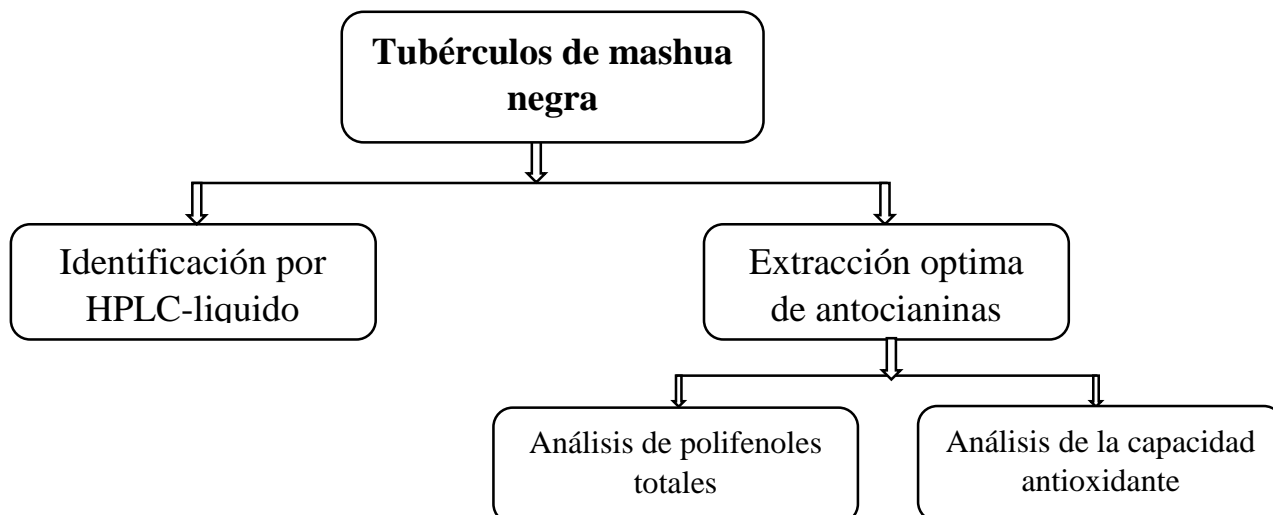 Tubérculos de mashua
negra
Identificación por
HPLC-liquido
Extracción optima
de antocianinas
Análisis de polifenoles
totales
Análisis de la capacidad
antioxidante